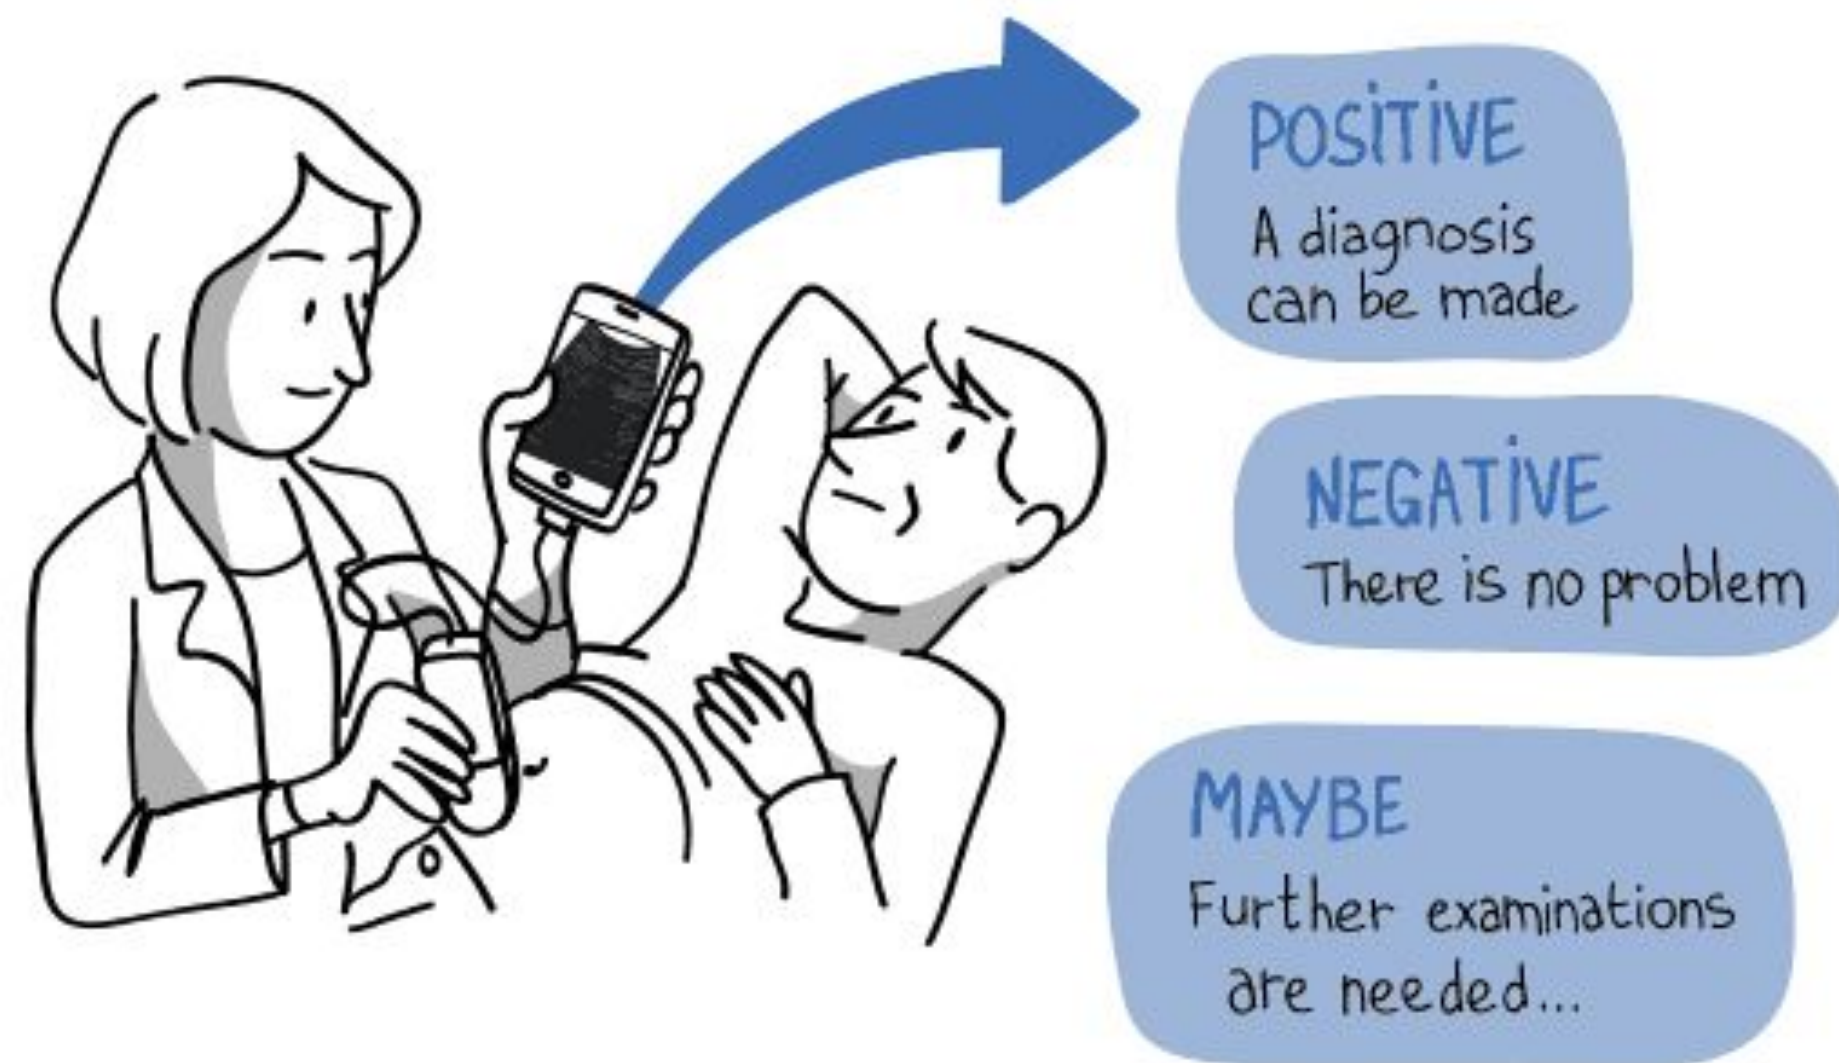 POSITIVE
A diagnosis
can be made
NEGATIVE
There is no problem
MAYBE
Further examinations
are needed...